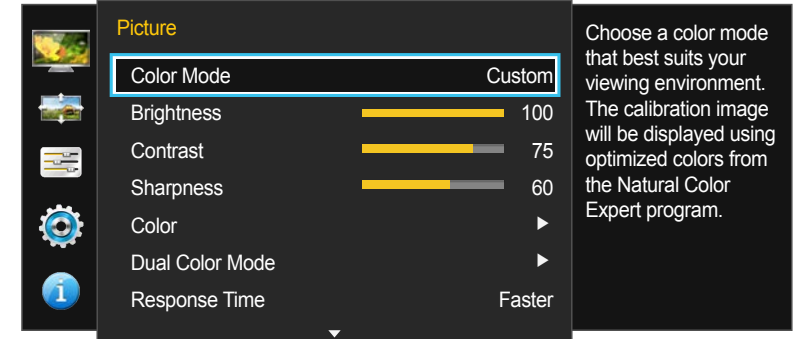 Picture
Color Mode Custom
Brightness 100
Contrast 75
Sharpness 60
Color
Dual Color Mode
Response Time Faster
Choose a color mode
that best suits your
viewing environment.
The calibration image
will be displayed using
optimized colors from
the Natural Color
Expert program.